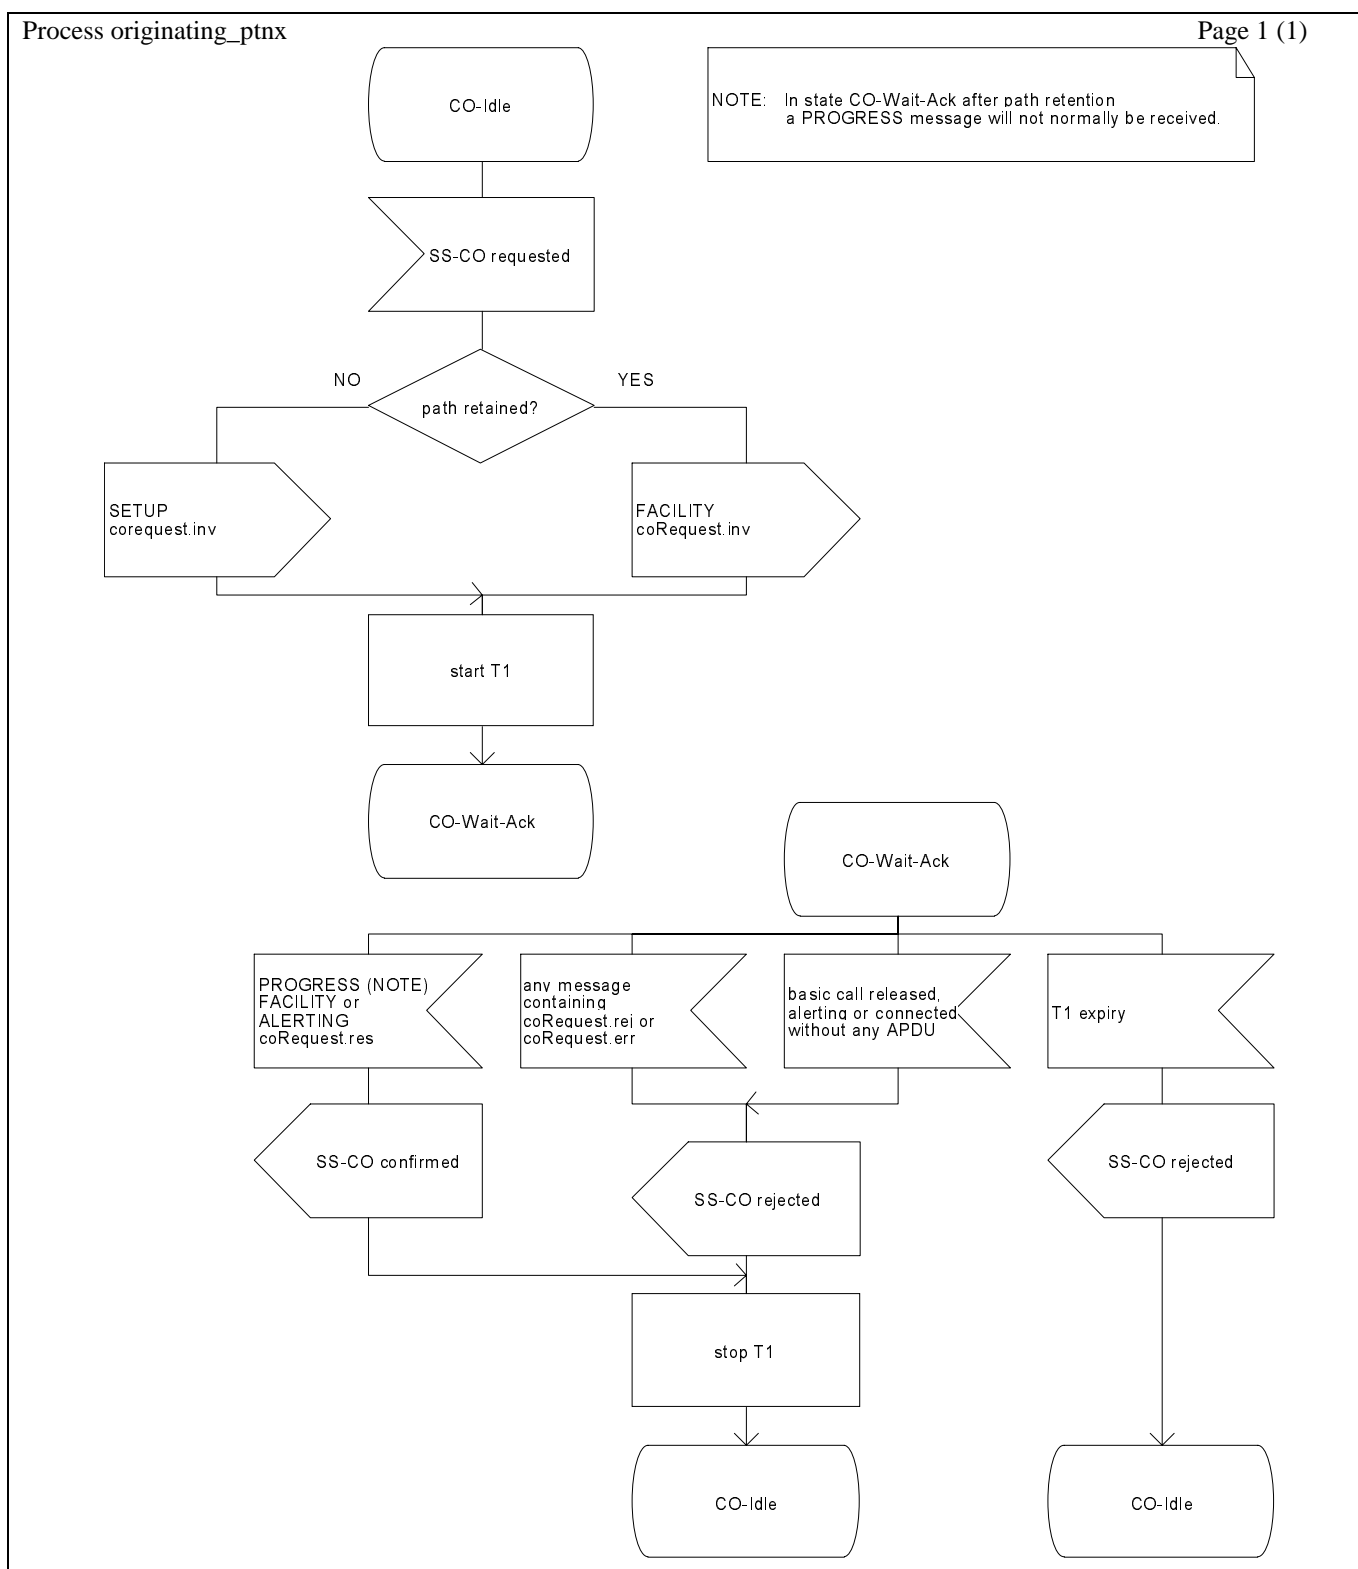 Process originating_ptnx
Page 1 (1)
CO-Idle
NOTE: In state CO-Wait-Ack after path retention
a PROGRESS message will not normally be received.
SS-CO requested
NO
YES
path retained?
SETUP
corequest.inv
FACILITY
coRequest.inv
start T1
CO-Wait-Ack
CO-Wait-Ack
PROGRESS (NOTE)
FACILITY or
ALERTING
coRequest.res
any message
containing
coRequest.rej or
coRequest.err
basic call released,
alerting or connected
without any APDU
T1 expiry
SS-CO confirmed
SS-CO rejected
SS-CO rejected
stop T1
CO-Idle
CO-Idle